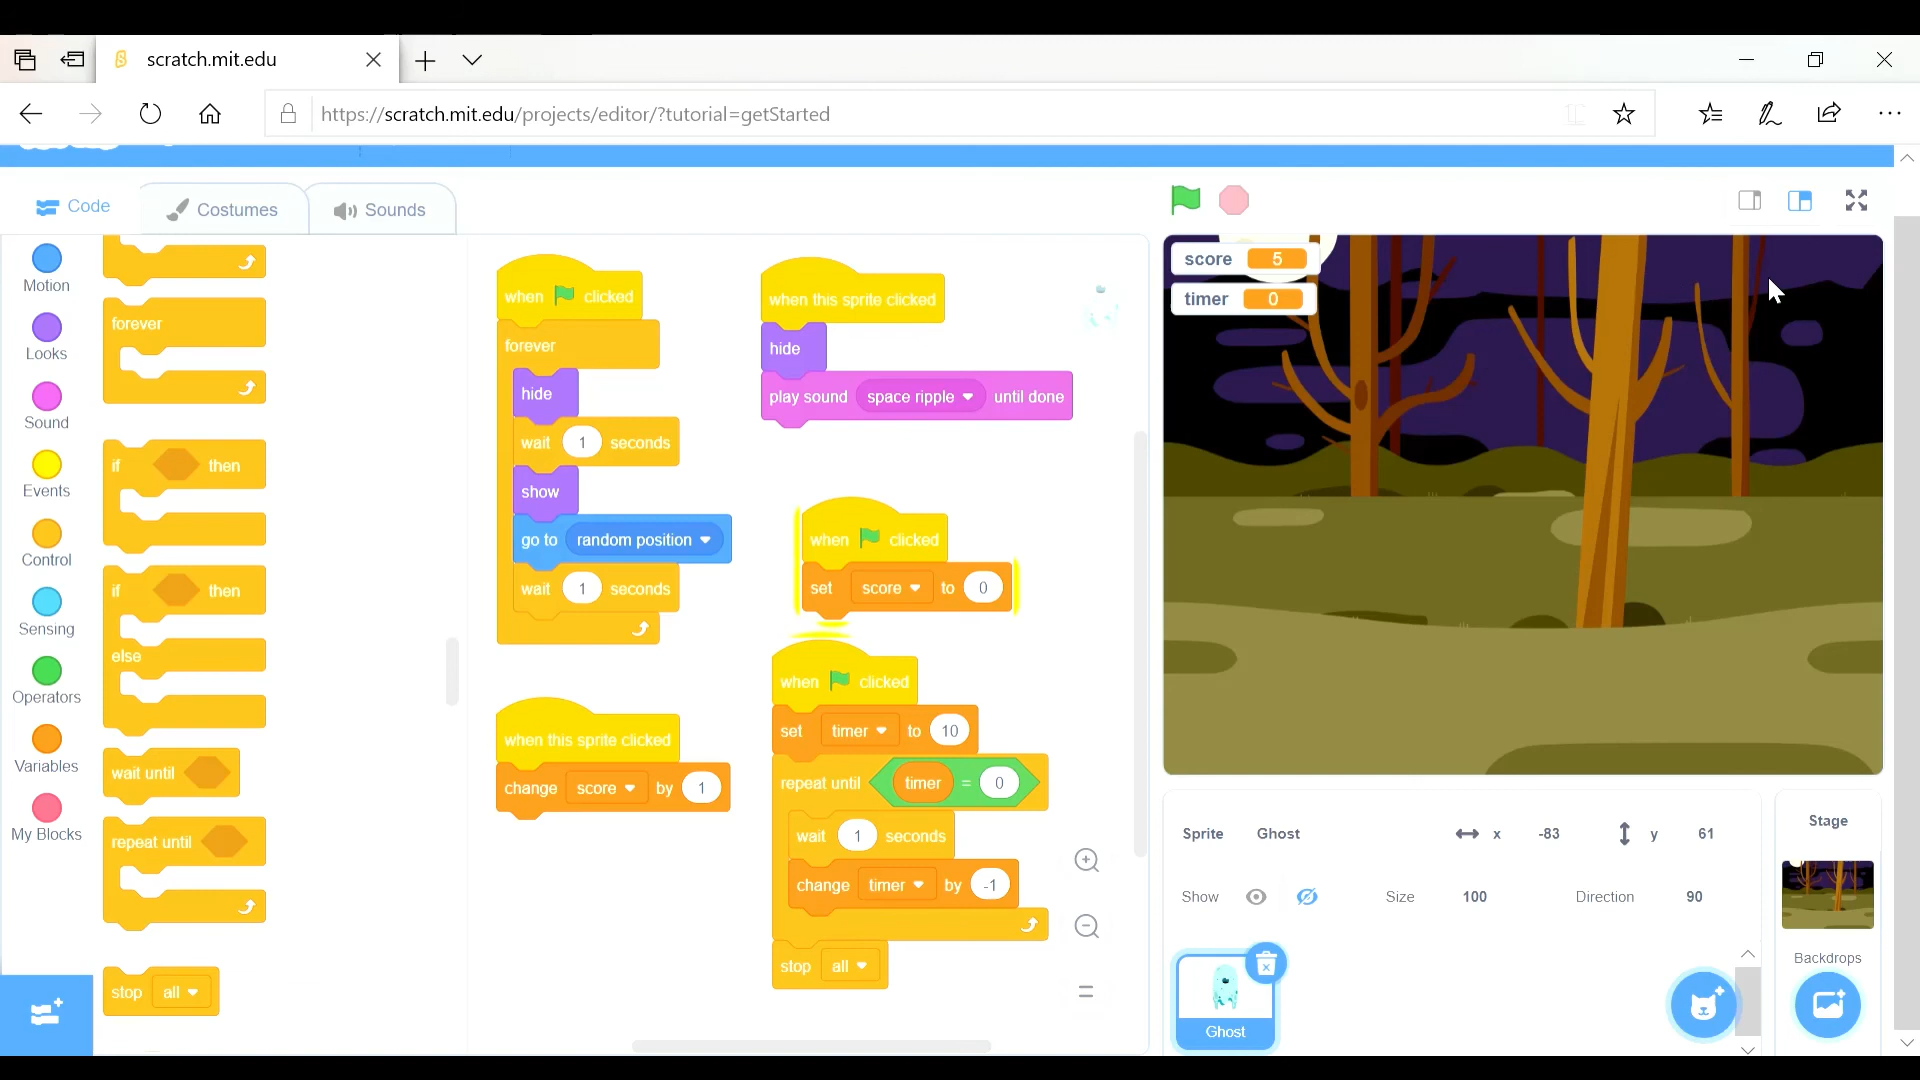 scratch.mit.edu
https://scratch.mit.edu/projects/editor/?tutorial=getStarted
Code
Costumes
Sounds
Motion
Looks
Sound
Events
Control
Sensing
Operators
Variables
My Blocks
forever
if then
if then
else
wait until
repeat until
stop all
when clicked
forever
hide
wait 1 seconds
show
go to random position
wait 1 seconds
when this sprite clicked
change score by 1
when this sprite clicked
hide
play sound space ripple until done
when clicked
set score to 0
when clicked
set timer to 10
repeat until timer = 0
wait 1 seconds
change timer by -1
stop all
score 5
timer 0
Sprite Ghost x -83 y 61
Show Size 100 Direction 90
Ghost
Stage
Backdrops